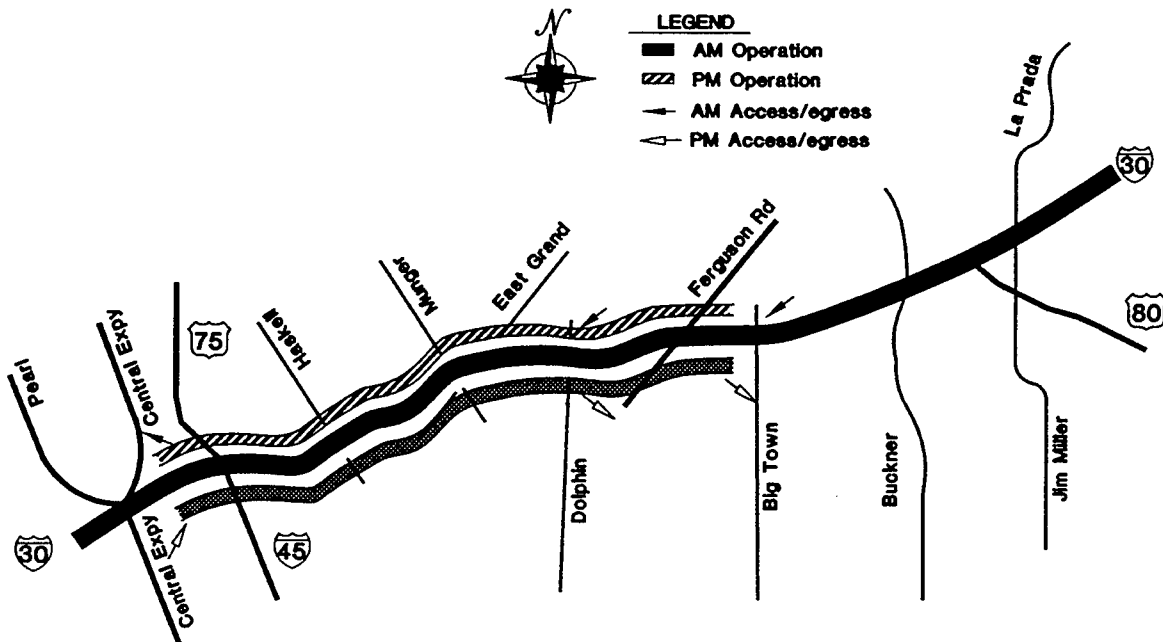 N
LEGEND
AM Operation
PM Operation
AM Access/egress
PM Access/egress
La Prada
30
Ferguson Rd
East Grand
Munger
Haskell
75
Central Expy
Pearl
80
30
Central Expy
45
Dolphin
Big Town
Buckner
Jim Miller